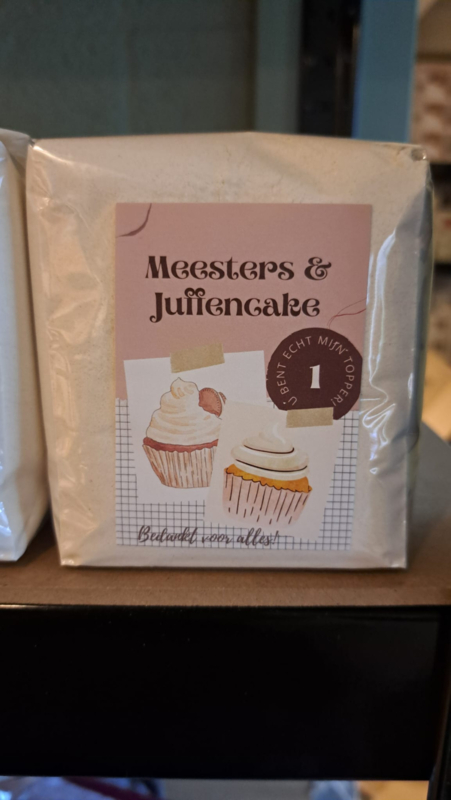 Meesters &
Juffencake
U BENT ECHT MIJN TOPPER!
1
Bedankt voor alles!